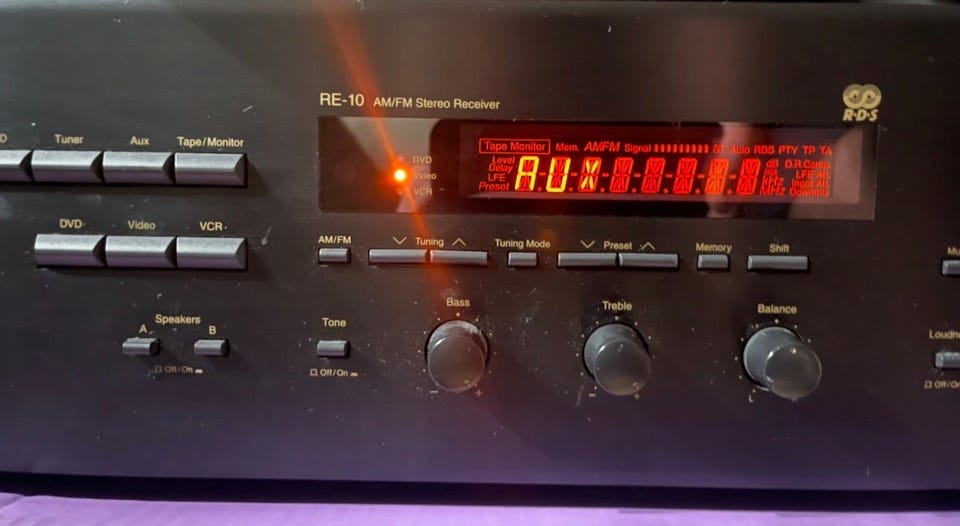 RE-10 AM/FM Stereo Receiver
R·D·S
Tuner Aux Tape/Monitor
DVD
Video
VCR
Tape Monitor Mem. AM FM Signal ST Auto RDS PTY TP TA
Level
Delay
LFE
Preset
AUX
dB D.R.Comp.
LFE Att.
Input Att.
MHz Downmix
DVD Video VCR
AM/FM Tuning Tuning Mode Preset Memory Shift
Speakers
A B
Off/On
Tone
Off/On
Bass
- +
Treble
- +
Balance
L R